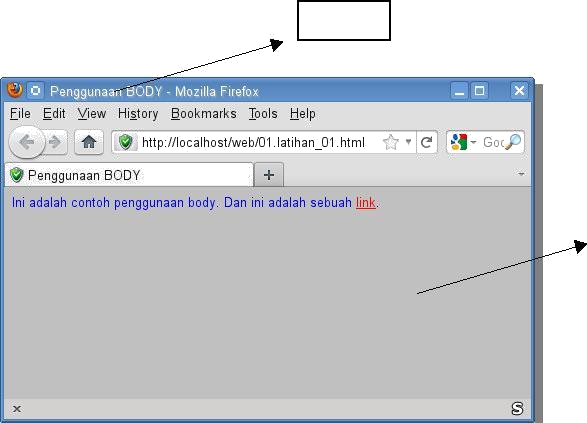 Penggunaan BODY - Mozilla Firefox
File Edit View History Bookmarks Tools Help
http://localhost/web/01.latihan_01.html Goo
Penggunaan BODY
Ini adalah contoh penggunaan body. Dan ini adalah sebuah link.